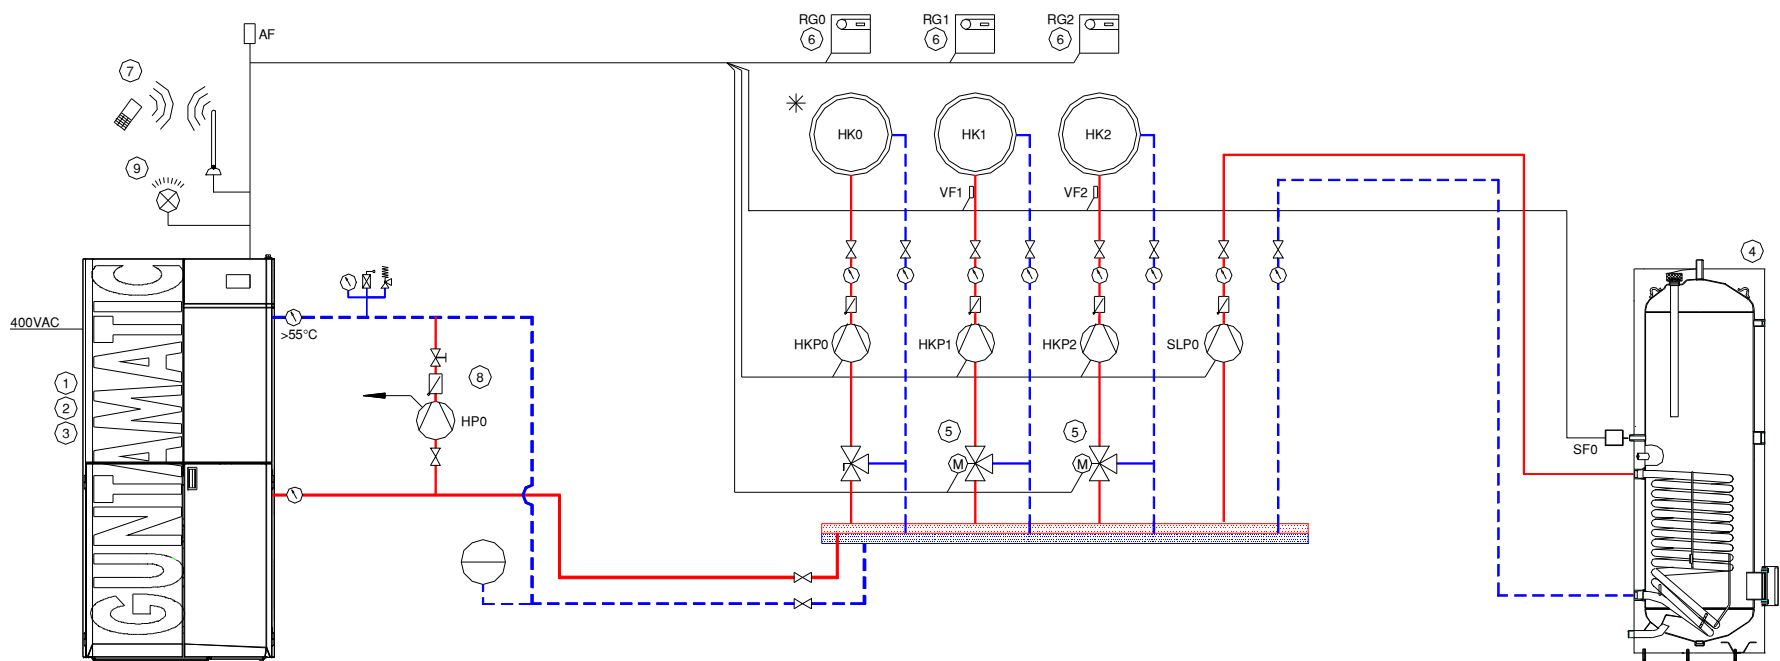 RG0
RG1
RG2
6
6
6
AF
7
9
HK0
HK1
HK2
VF1
VF2
4
400VAC
>55°C
HKP0
HKP1
HKP2
SLP0
1
2
3
8
HP0
5
5
M
M
SF0
GUNTAMATIC